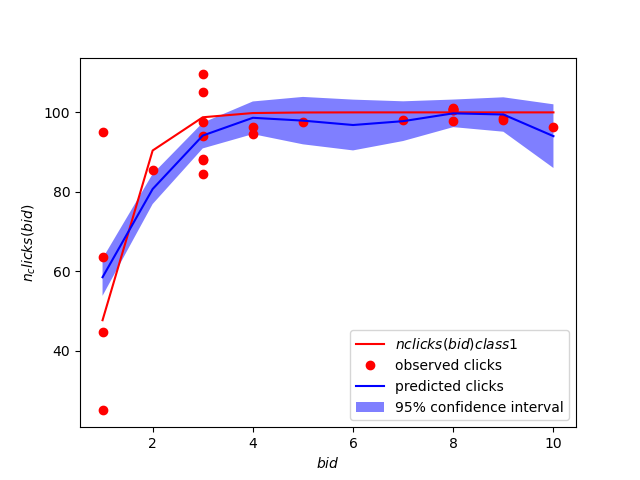 100
80
60
40
n_clicks(bid)
2
4
6
8
10
bid
nclicks(bid)class1
observed clicks
predicted clicks
95% confidence interval